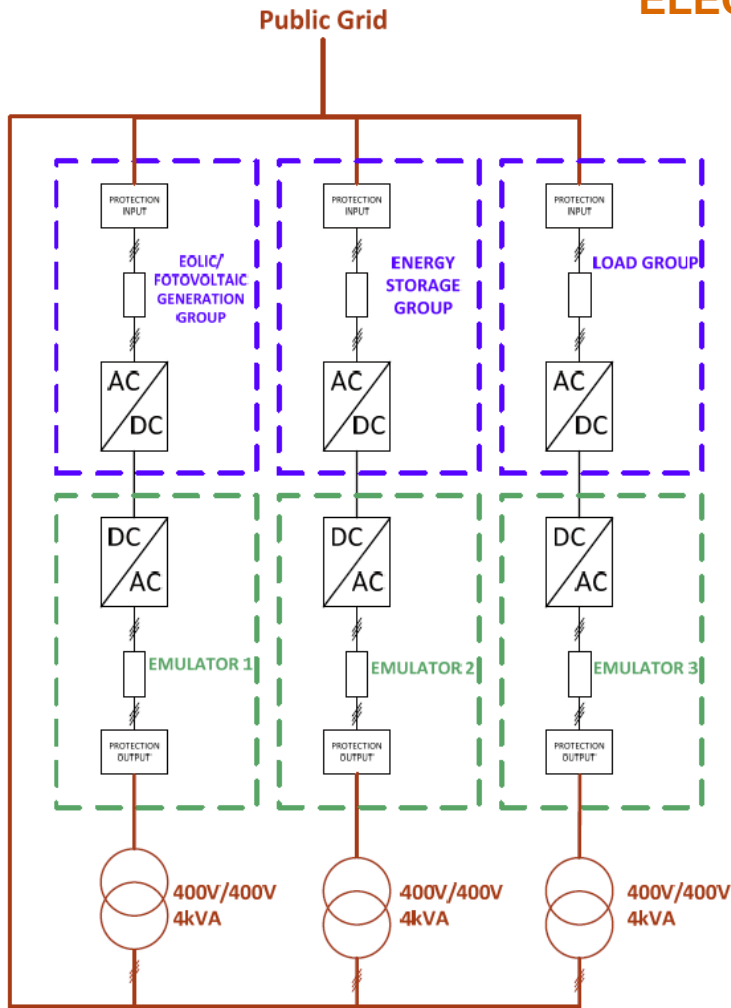 ELEC
Public Grid
PROTECTION
INPUT
PROTECTION
INPUT
PROTECTION
INPUT
EOLIC/
FOTOVOLTAIC
GENERATION
GROUP
ENERGY
STORAGE
GROUP
LOAD GROUP
AC
DC
AC
DC
AC
DC
DC
AC
DC
AC
DC
AC
EMULATOR 1
EMULATOR 2
EMULATOR 3
PROTECTION
OUTPUT
PROTECTION
OUTPUT
PROTECTION
OUTPUT
400V/400V
4kVA
400V/400V
4kVA
400V/400V
4kVA